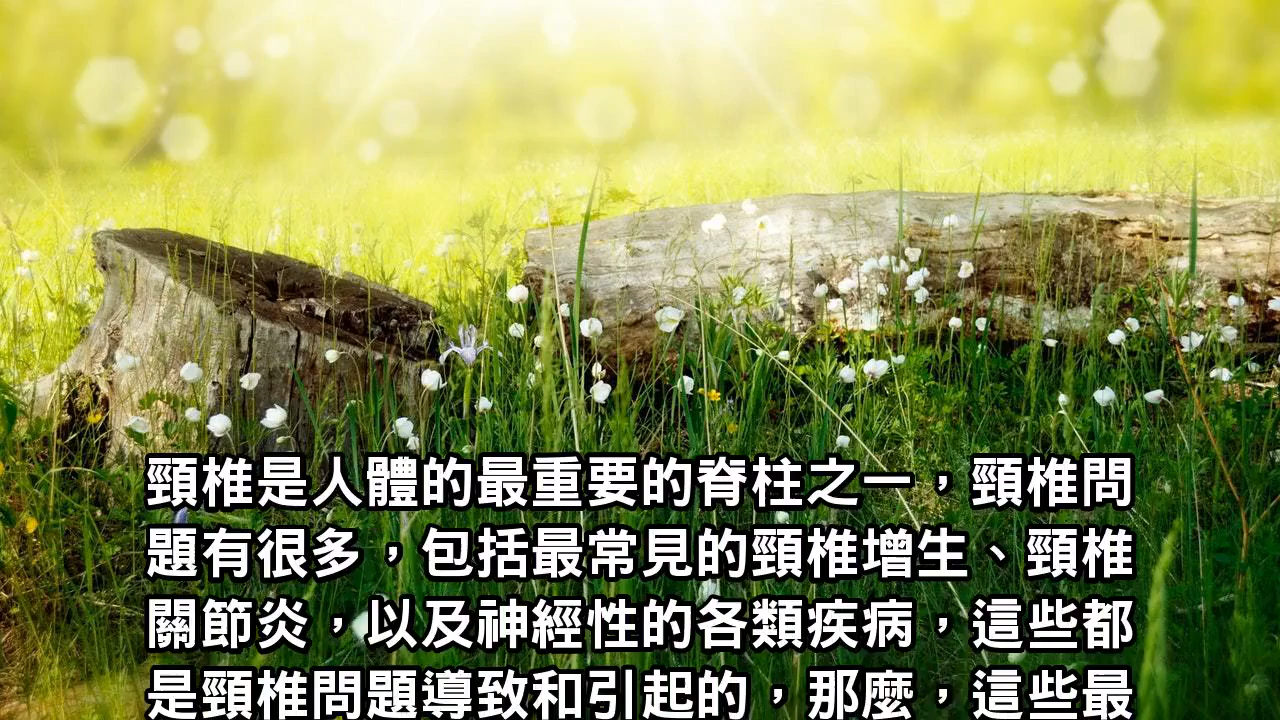 頸椎是人體的最重要的脊柱之一，頸椎問
題有很多，包括最常見的頸椎增生、頸椎
關節炎，以及神經性的各類疾病，這些都
是頸椎問題導致和引起的，那麼，這些最